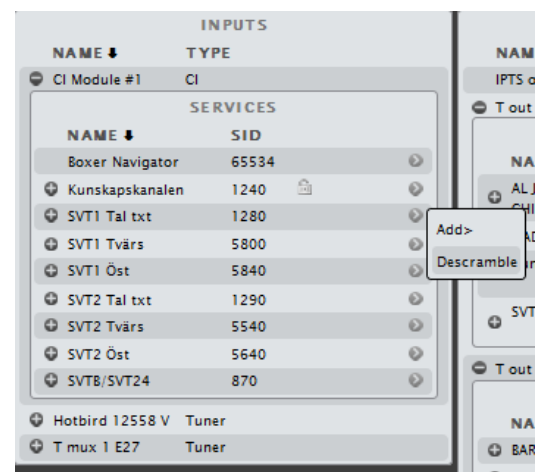 INPUTS
NAME TYPE
CI Module #1 CI
SERVICES
NAME SID
Boxer Navigator 65534
Kunskapskanalen 1240
SVT1 Tal txt 1280
SVT1 Tvärs 5800
SVT1 Öst 5840
SVT2 Tal txt 1290
SVT2 Tvärs 5540
SVT2 Öst 5640
SVTB/SVT24 870
Hotbird 12558 V Tuner
T mux 1 E27 Tuner
Add>
Descramble
NAM
IPTS o
T out
NA
AL J
SVT
T out
NA
BAR